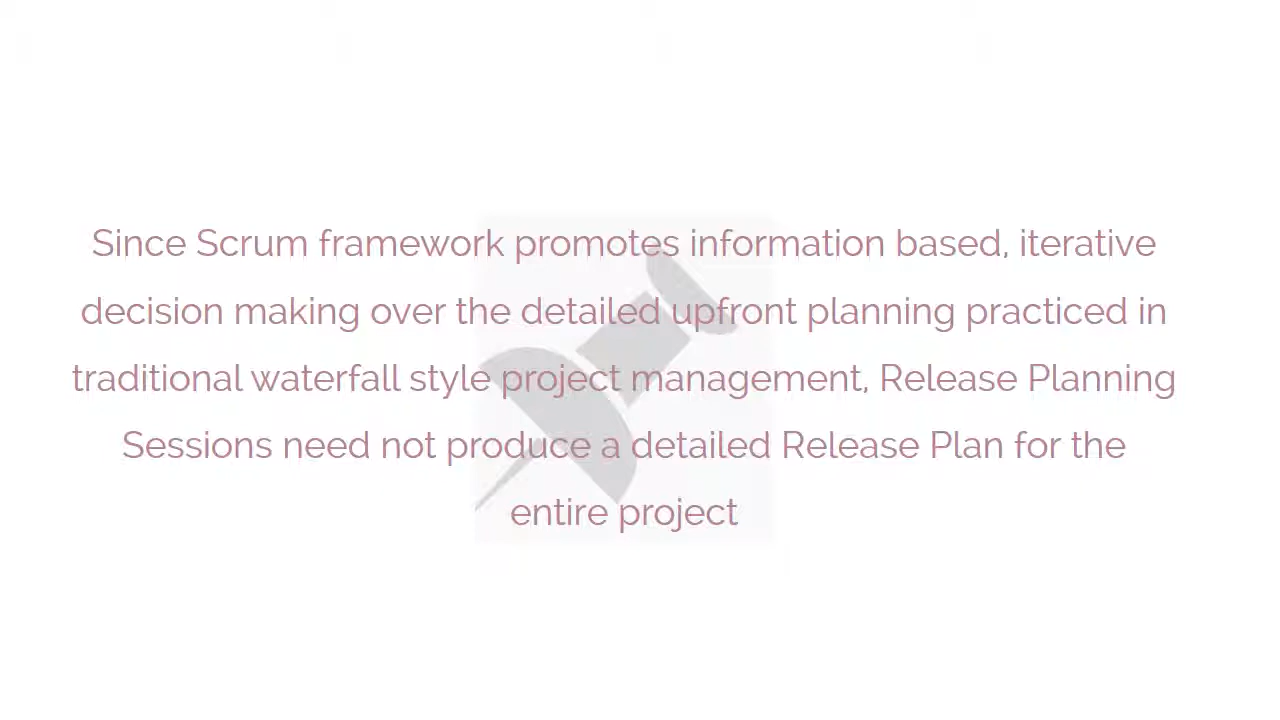 Since Scrum framework promotes information based, iterative
decision making over the detailed upfront planning practiced in
traditional waterfall style project management, Release Planning
Sessions need not produce a detailed Release Plan for the
entire project